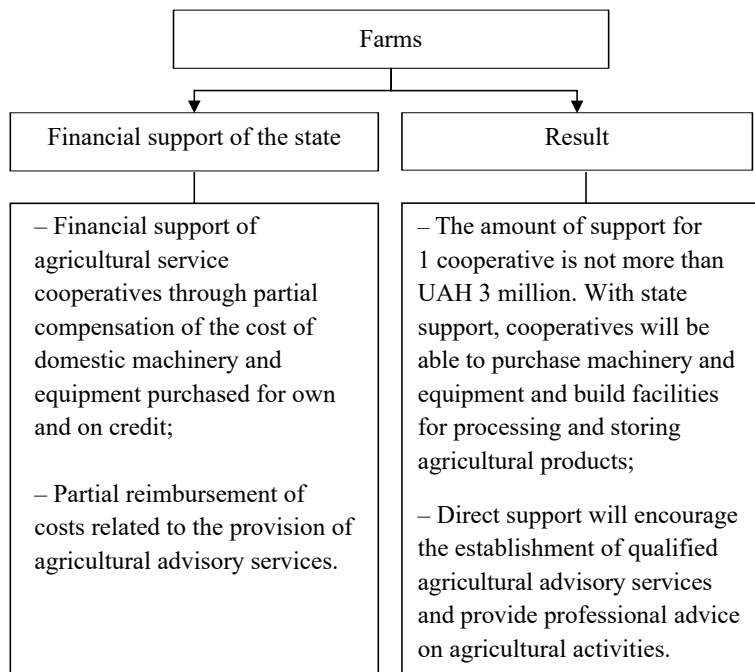 Farms
Financial support of the state
Result
– Financial support of
agricultural service
cooperatives through partial
compensation of the cost of
domestic machinery and
equipment purchased for own
and on credit;
– Partial reimbursement of
costs related to the provision of
agricultural advisory services.
– The amount of support for
1 cooperative is not more than
UAH 3 million. With state
support, cooperatives will be
able to purchase machinery and
equipment and build facilities
for processing and storing
agricultural products;
– Direct support will encourage
the establishment of qualified
agricultural advisory services
and provide professional advice
on agricultural activities.